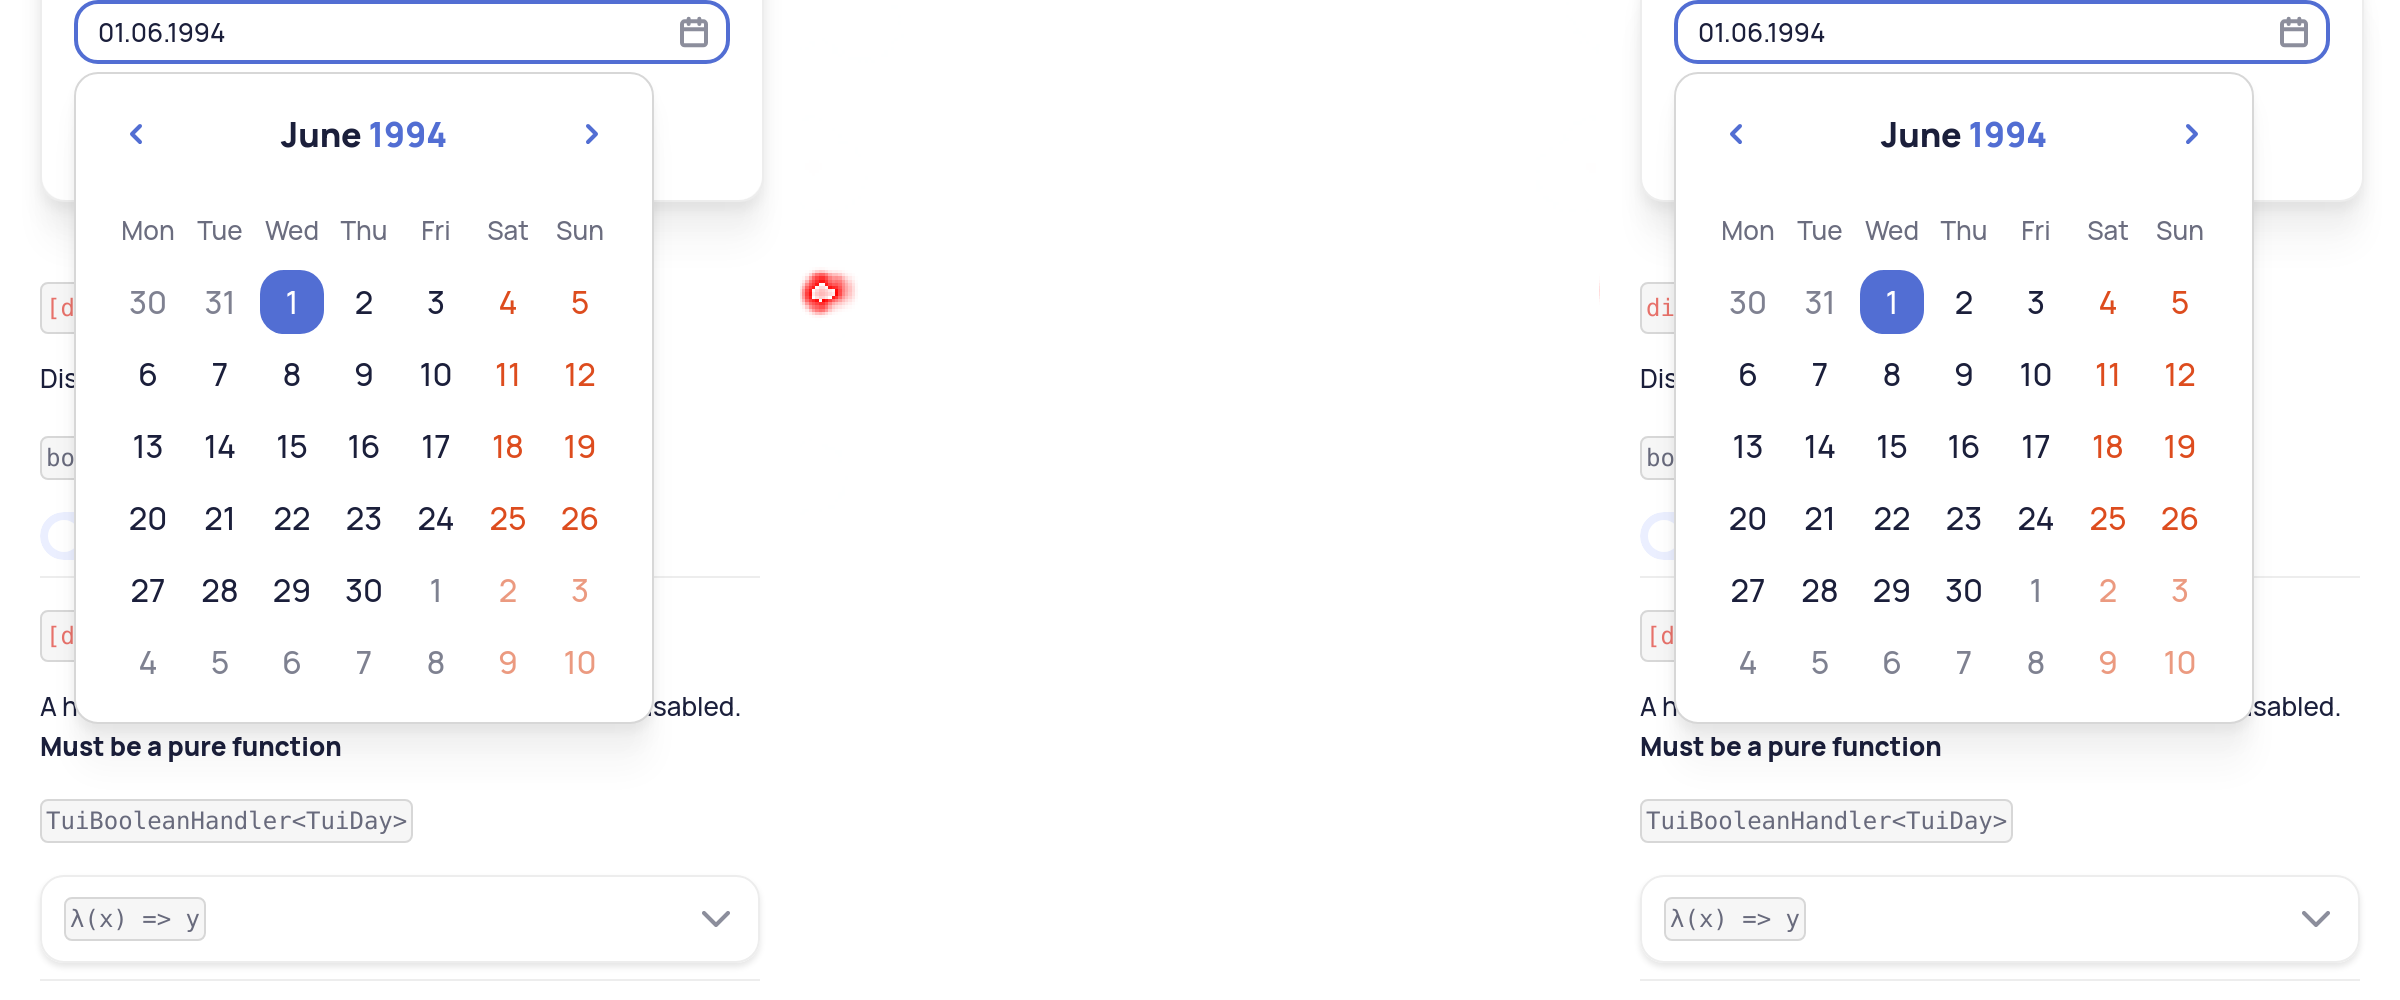 01.06.1994
June 1994
Mon Tue Wed Thu Fri Sat Sun
30 31 1 2 3 4 5
6 7 8 9 10 11 12
13 14 15 16 17 18 19
20 21 22 23 24 25 26
27 28 29 30 1 2 3
4 5 6 7 8 9 10
[d
Dis
bo
[d
A h
sabled.
Must be a pure function
TuiBooleanHandler<TuiDay>
λ(x) => y
01.06.1994
June 1994
Mon Tue Wed Thu Fri Sat Sun
30 31 1 2 3 4 5
6 7 8 9 10 11 12
13 14 15 16 17 18 19
20 21 22 23 24 25 26
27 28 29 30 1 2 3
4 5 6 7 8 9 10
di
Dis
bo
[d
A h
sabled.
Must be a pure function
TuiBooleanHandler<TuiDay>
λ(x) => y